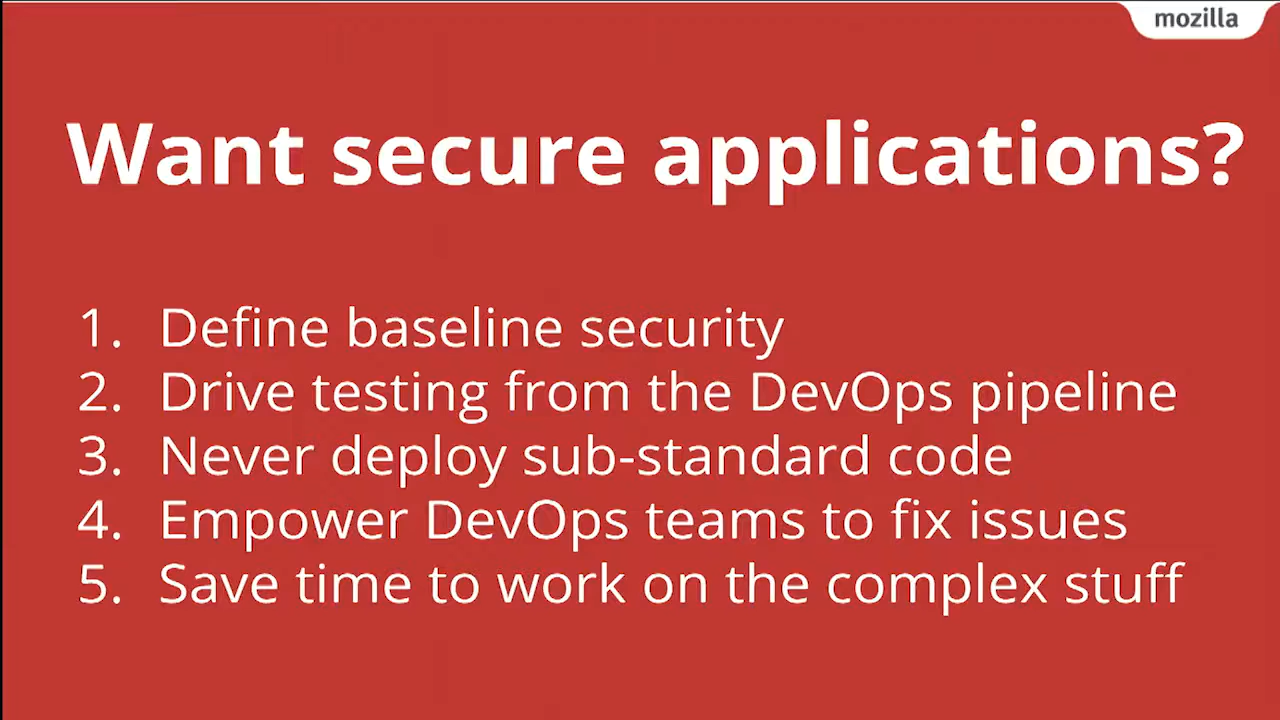 mozilla
Want secure applications?
1. Define baseline security
2. Drive testing from the DevOps pipeline
3. Never deploy sub-standard code
4. Empower DevOps teams to fix issues
5. Save time to work on the complex stuff